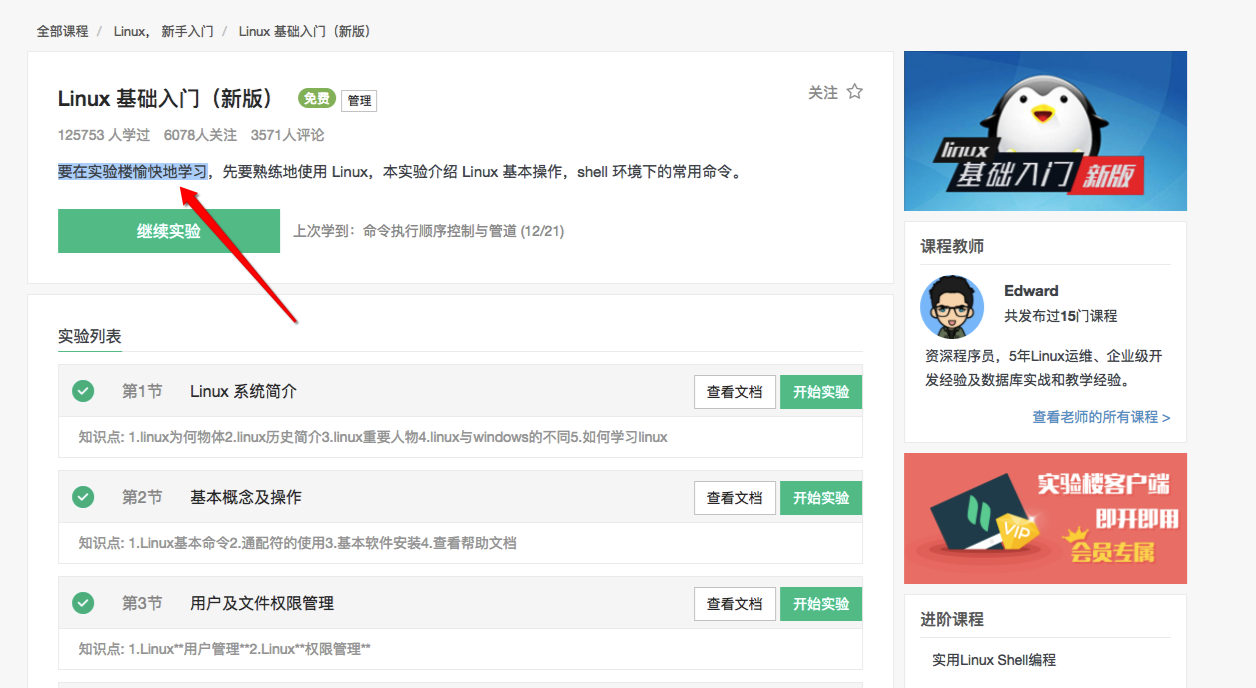 全部课程 / Linux， 新手入门 / Linux 基础入门（新版）
Linux 基础入门（新版） 免费 管理
关注
125753 人学过 6078人关注 3571人评论
要在实验楼愉快地学习，先要熟练地使用 Linux，本实验介绍 Linux 基本操作，shell 环境下的常用命令。
继续实验 上次学到：命令执行顺序控制与管道 (12/21)
实验列表
第1节 Linux 系统简介 查看文档 开始实验
知识点: 1.linux为何物体2.linux历史简介3.linux重要人物4.linux与windows的不同5.如何学习linux
第2节 基本概念及操作 查看文档 开始实验
知识点: 1.Linux基本命令2.通配符的使用3.基本软件安装4.查看帮助文档
第3节 用户及文件权限管理 查看文档 开始实验
知识点: 1.Linux**用户管理**2.Linux**权限管理**
linux
基础入门 新版
课程教师
Edward
共发布过15门课程
资深程序员，5年Linux运维、企业级开
发经验及数据库实战和教学经验。
查看老师的所有课程 >
实验楼客户端
即开即用
VIP
会员专属
进阶课程
实用Linux Shell编程